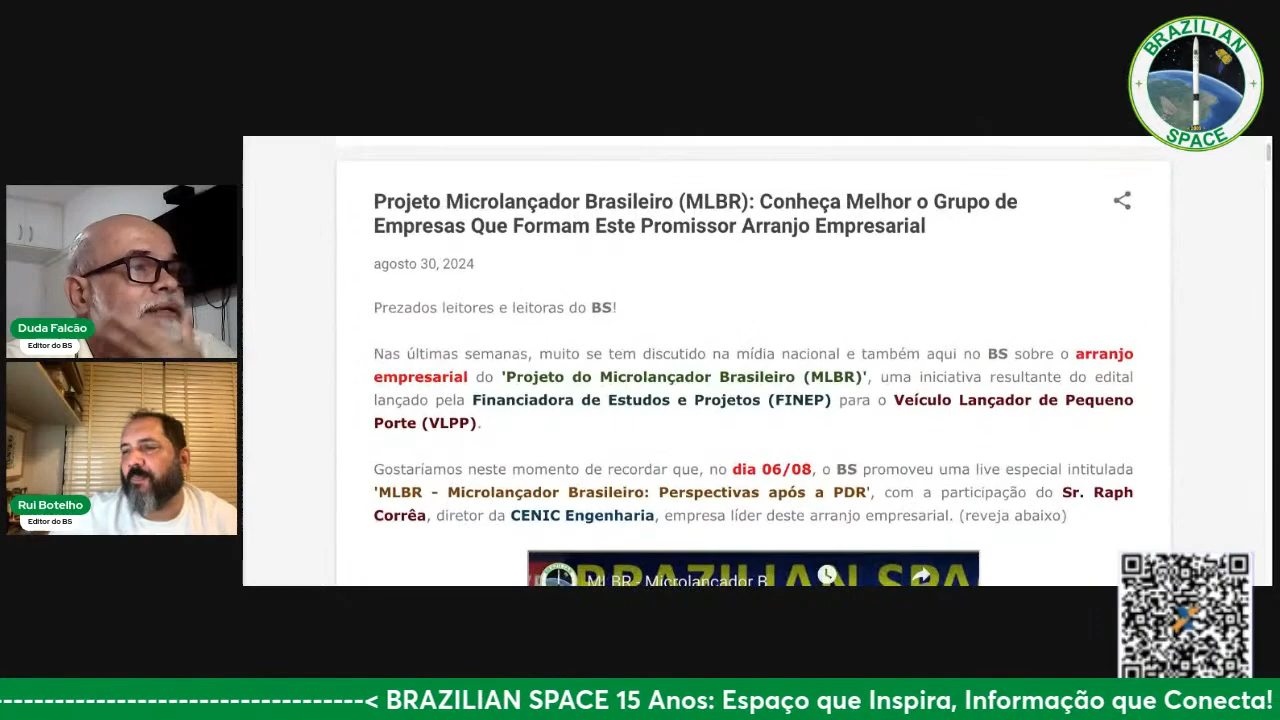 BRAZILIAN
SPACE
Projeto Microlançador Brasileiro (MLBR): Conheça Melhor o Grupo de
Empresas Que Formam Este Promissor Arranjo Empresarial
agosto 30, 2024
Prezados leitores e leitoras do BS!
Nas últimas semanas, muito se tem discutido na mídia nacional e também aqui no BS sobre o arranjo
empresarial do 'Projeto do Microlançador Brasileiro (MLBR)', uma iniciativa resultante do edital
lançado pela Financiadora de Estudos e Projetos (FINEP) para o Veículo Lançador de Pequeno
Porte (VLPP).
Gostaríamos neste momento de recordar que, no dia 06/08, o BS promoveu uma live especial intitulada
'MLBR - Microlançador Brasileiro: Perspectivas após a PDR', com a participação do Sr. Raph
Corrêa, diretor da CENIC Engenharia, empresa líder deste arranjo empresarial. (reveja abaixo)
MLBR - Microlançador B
BRAZILIAN SPA
Duda Falcão
Editor do BS
Rui Botelho
Editor do BS
-----------------------------------< BRAZILIAN SPACE 15 Anos: Espaço que Inspira, Informação que Conecta!